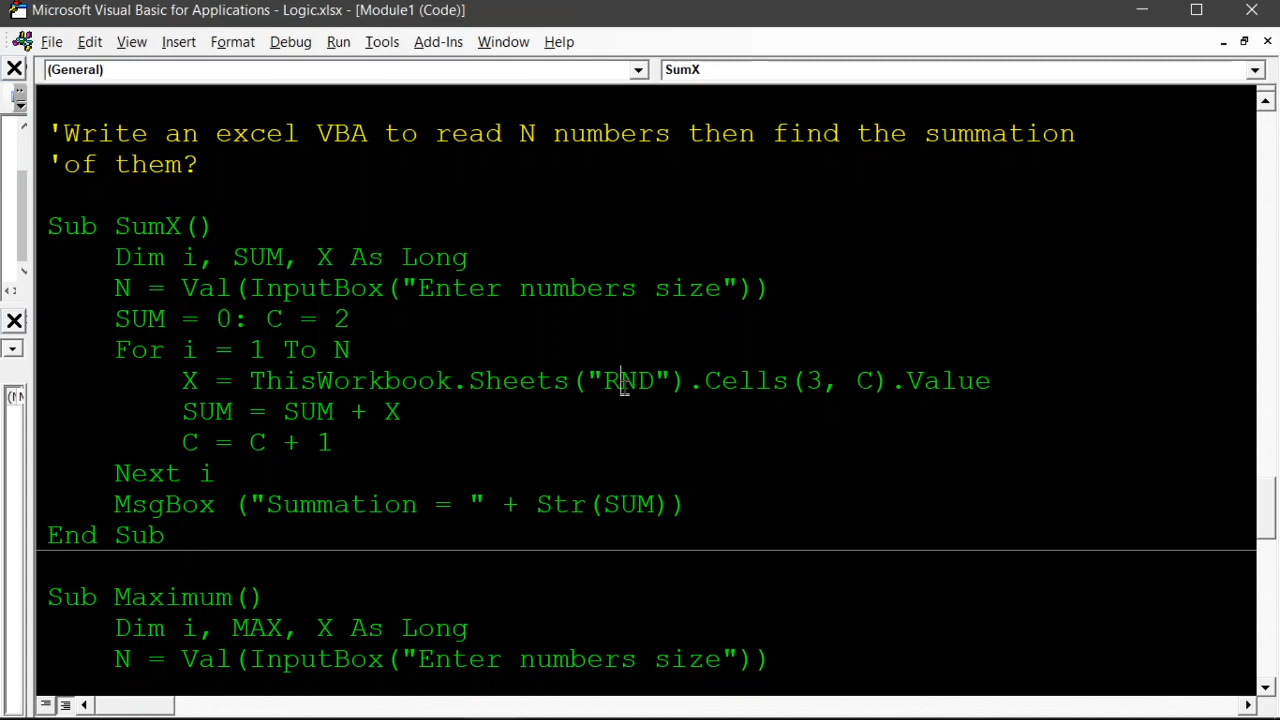 Microsoft Visual Basic for Applications - Logic.xlsx - [Module1 (Code)]
File Edit View Insert Format Debug Run Tools Add-Ins Window Help
(General) SumX
'Write an excel VBA to read N numbers then find the summation
'of them?
Sub SumX()
Dim i, SUM, X As Long
N = Val(InputBox("Enter numbers size"))
SUM = 0: C = 2
For i = 1 To N
X = ThisWorkbook.Sheets("RND").Cells(3, C).Value
SUM = SUM + X
C = C + 1
Next i
MsgBox ("Summation = " + Str(SUM))
End Sub
Sub Maximum()
Dim i, MAX, X As Long
N = Val(InputBox("Enter numbers size"))